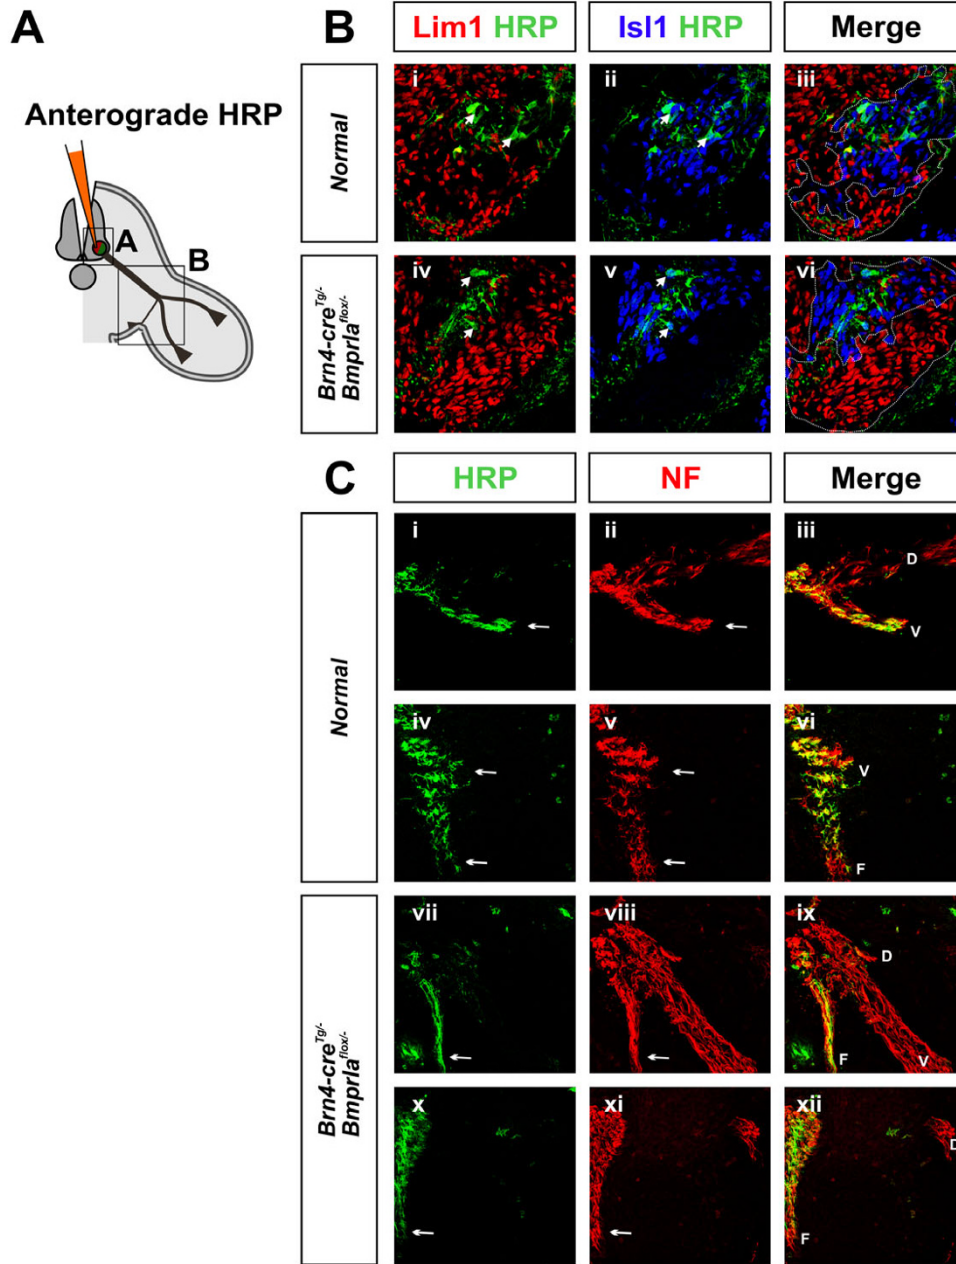 A
Anterograde HRP
A
B
B
Lim1 HRP
Isl1 HRP
Merge
Normal
i
ii
iii
Brn4-cre^Tg/-
Bmprla^flox/-
iv
v
vi
C
HRP
NF
Merge
Normal
i
ii
iii
D
V
iv
v
vi
V
F
Brn4-cre^Tg/-
Bmprla^flox/-
vii
viii
ix
D
F
V
x
xi
xii
D
F